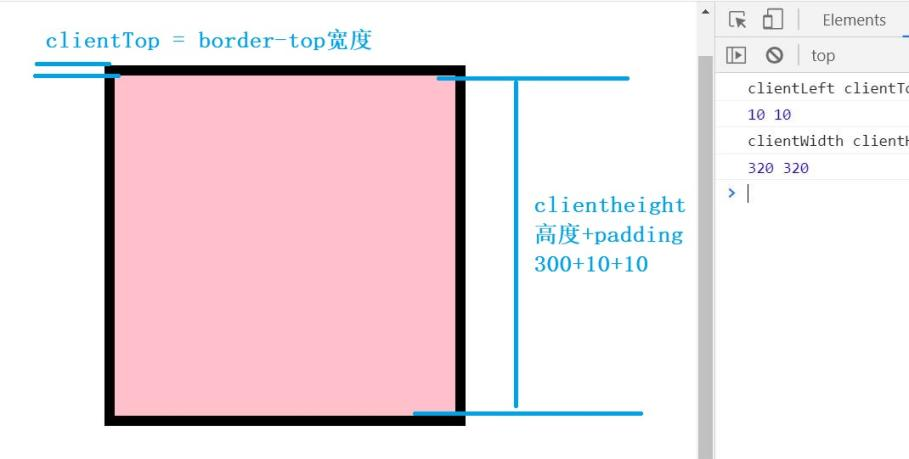 clientTop = border-top宽度
clientheight
高度+padding
300+10+10
Elements
top
clientLeft clientTo
10 10
clientWidth clientH
320 320
>